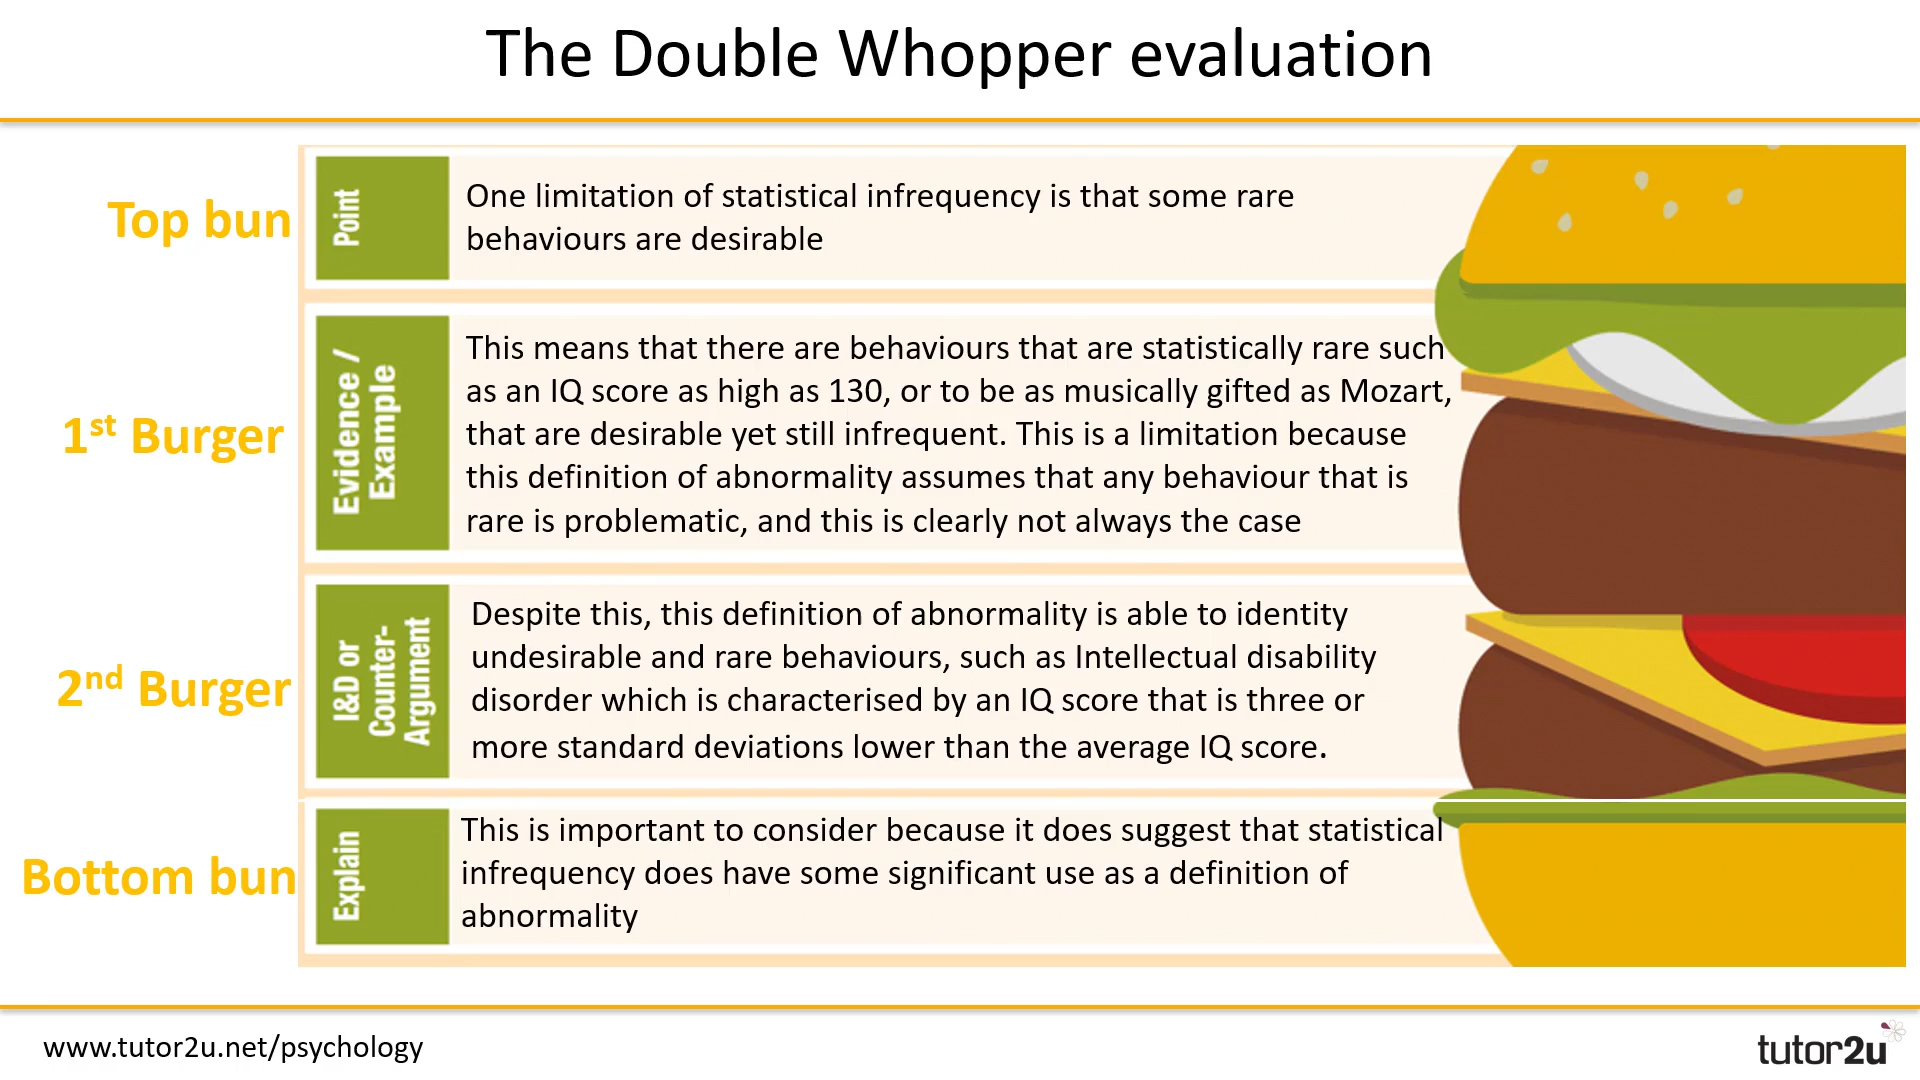 The Double Whopper evaluation
Top bun
Point
One limitation of statistical infrequency is that some rare
behaviours are desirable
1st Burger
Evidence /
Example
This means that there are behaviours that are statistically rare such
as an IQ score as high as 130, or to be as musically gifted as Mozart,
that are desirable yet still infrequent. This is a limitation because
this definition of abnormality assumes that any behaviour that is
rare is problematic, and this is clearly not always the case
2nd Burger
I&D or
Counter-
Argument
Despite this, this definition of abnormality is able to identity
undesirable and rare behaviours, such as Intellectual disability
disorder which is characterised by an IQ score that is three or
more standard deviations lower than the average IQ score.
Bottom bun
Explain
This is important to consider because it does suggest that statistical
infrequency does have some significant use as a definition of
abnormality
www.tutor2u.net/psychology
tutor2u